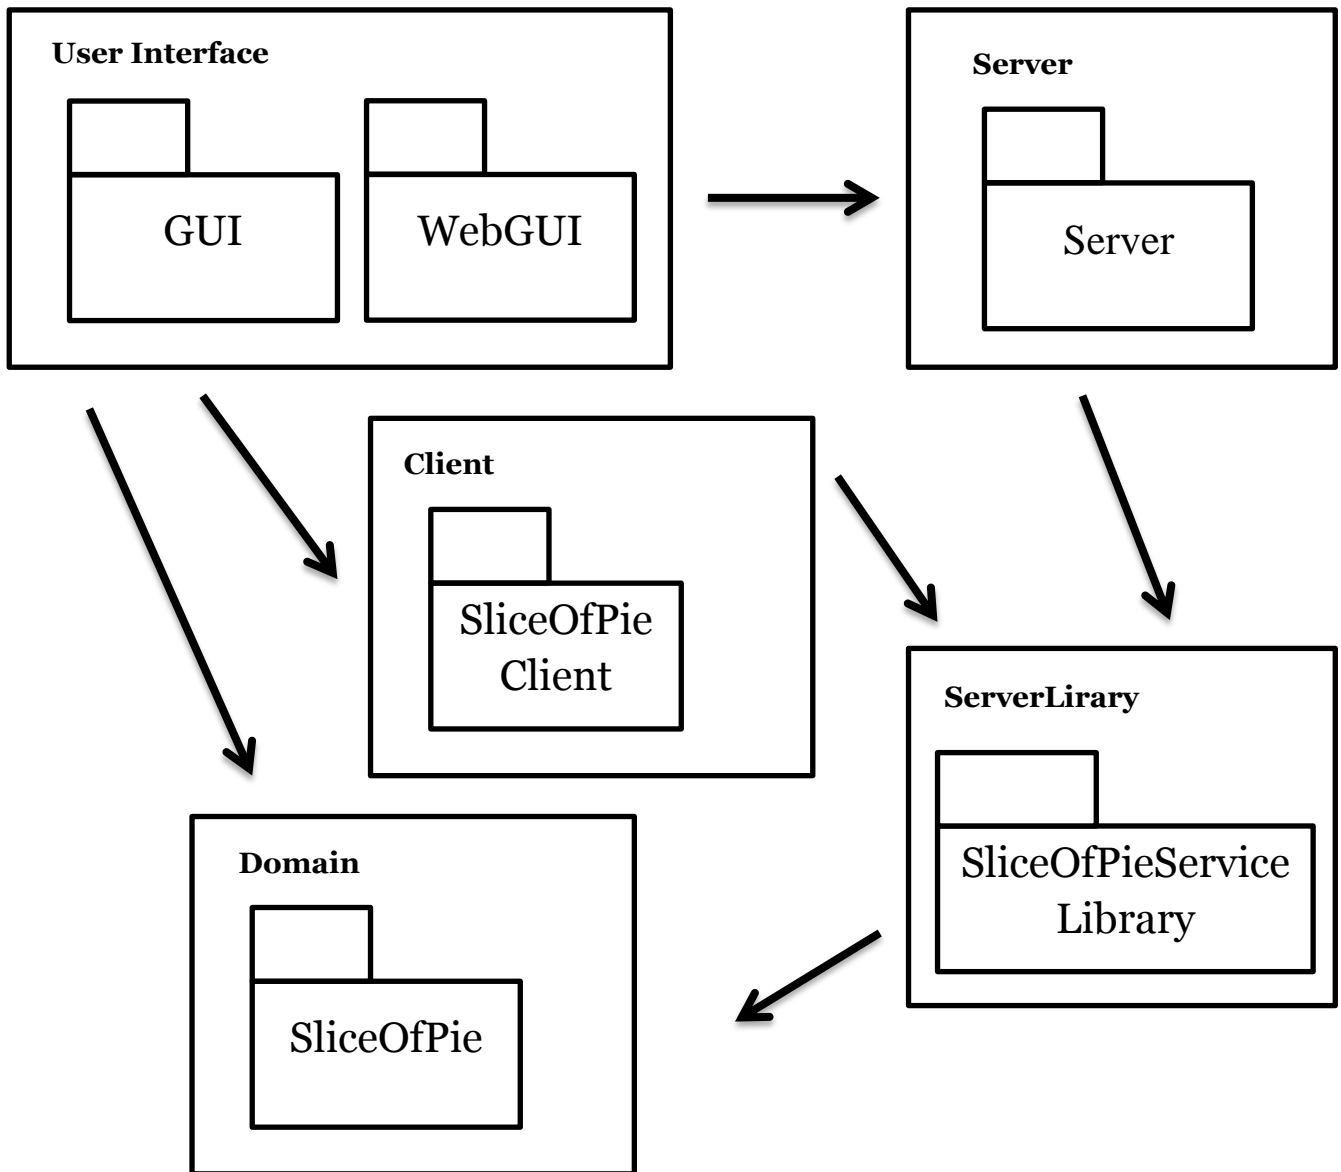 User Interface
GUI
WebGUI
Server
Server
Client
SliceOfPie
Client
ServerLirary
SliceOfPieService
Library
Domain
SliceOfPie